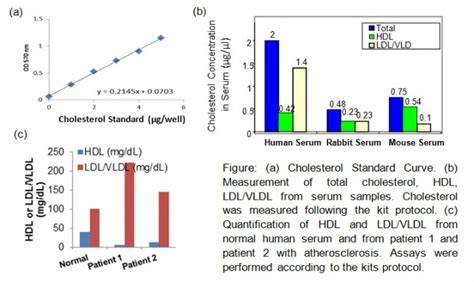 (a)
1.5
1
0.5
0
OD 570 nm
y = 0.2145x + 0.0703
0
2
4
6
Cholesterol Standard (µg/well)
(b)
Cholesterol Concentration
in Serum (µg/µl)
2.5
2
1.5
1
0.5
0
Total
HDL
LDL/VLD
2
0.42
1.4
0.48
0.23
0.23
0.75
0.54
0.1
Human Serum
Rabbit Serum
Mouse Serum
(c)
HDL (mg/dL)
LDL/VLDL (mg/dL)
HDL or LDL/VLDL
(mg/dL)
250
200
150
100
50
0
Normal
Patient 1
Patient 2
Figure: (a) Cholesterol Standard Curve. (b)
Measurement of total cholesterol, HDL,
LDL/VLDL from serum samples. Cholesterol
was measured following the kit protocol. (c)
Quantification of HDL and LDL/VLDL from
normal human serum and from patient 1 and
patient 2 with atherosclerosis. Assays were
performed according to the kits protocol.